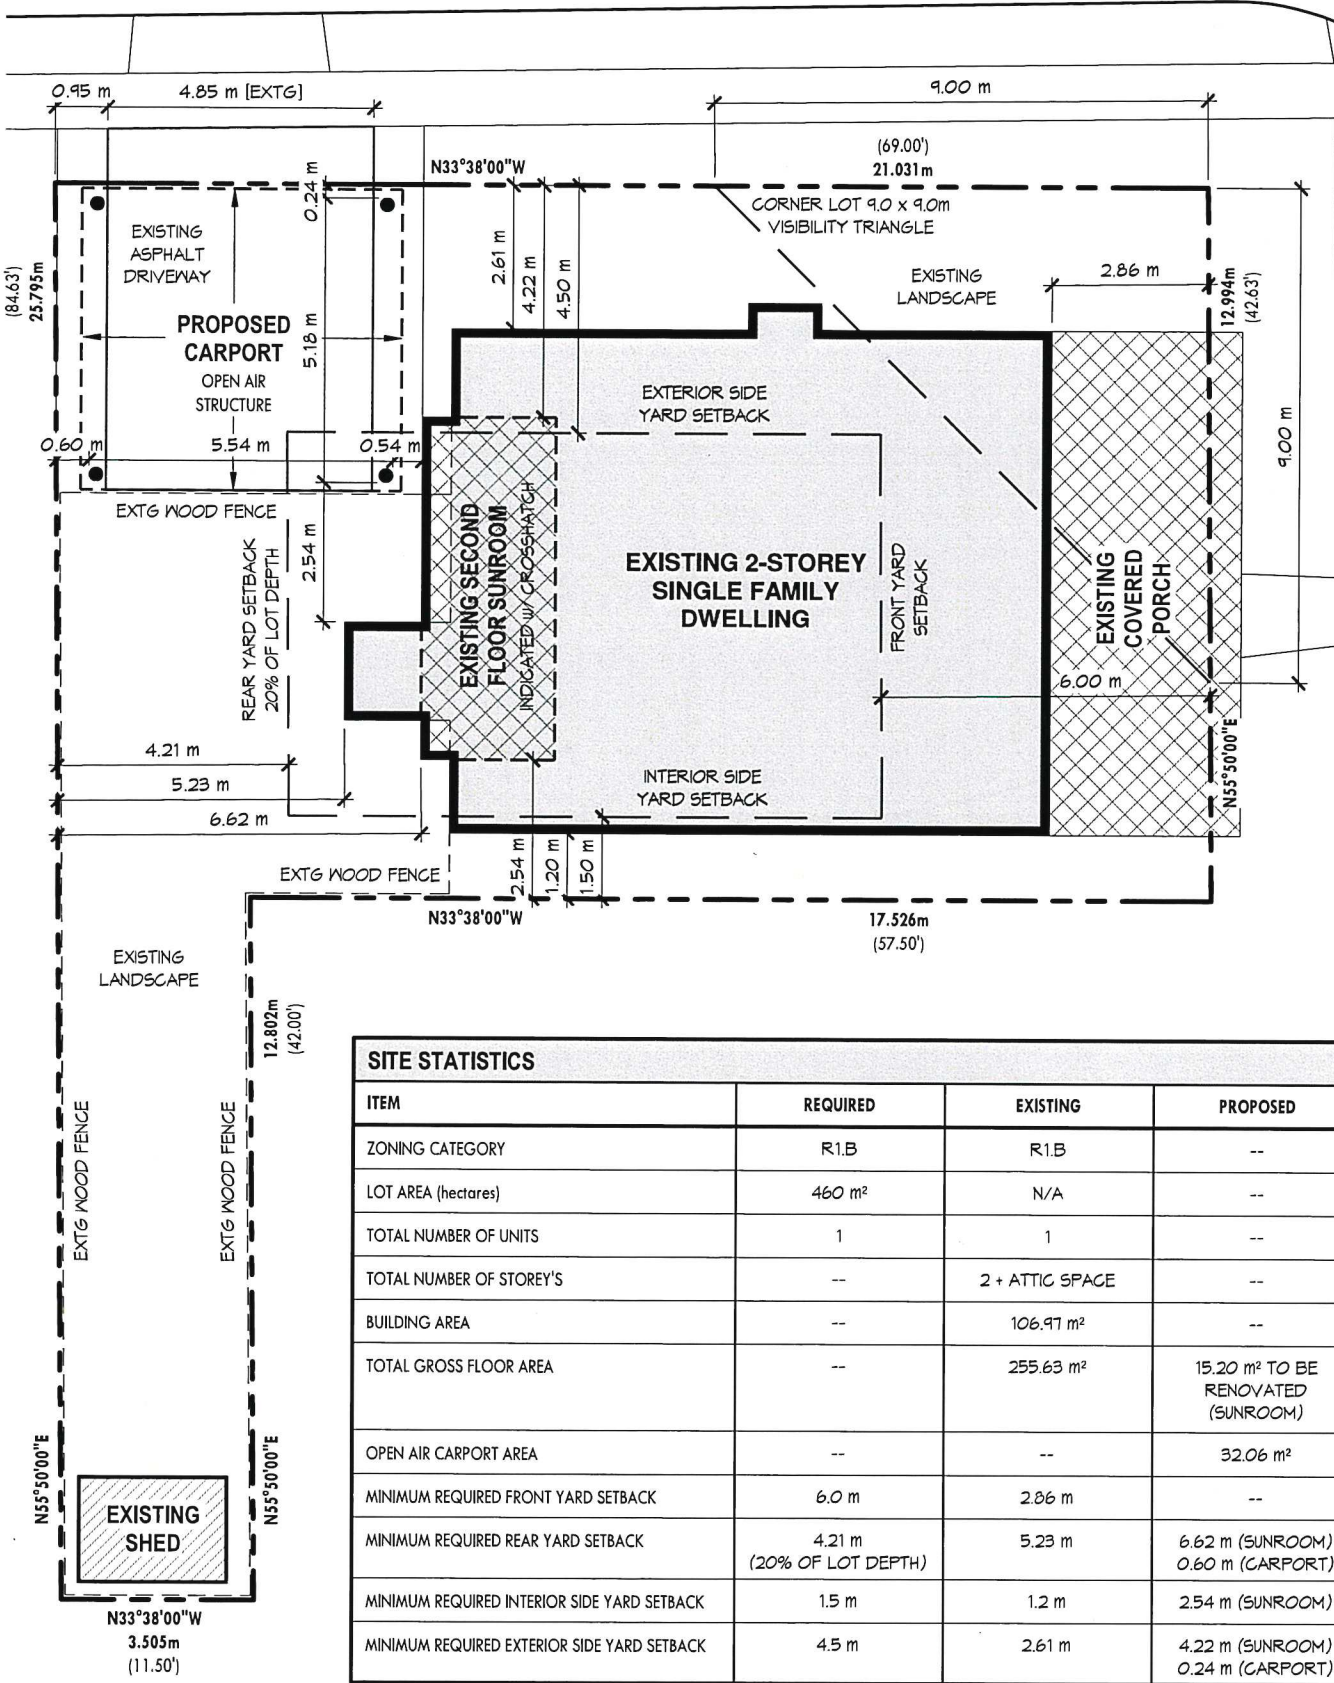 0.95 m
4.85 m [EXTG]
9.00 m
N33°38'00"W
(69.00')
21.031m
0.24 m
CORNER LOT 9.0 x 9.0m
VISIBILITY TRIANGLE
EXISTING
ASPHALT
DRIVEWAY
(84.63')
25.795m
2.61 m
4.22 m
4.50 m
EXISTING
LANDSCAPE
2.86 m
12.994m
(42.63')
PROPOSED
CARPORT
OPEN AIR
STRUCTURE
5.18 m
0.60 m
5.54 m
0.54 m
EXTERIOR SIDE
YARD SETBACK
9.00 m
EXTG WOOD FENCE
REAR YARD SETBACK
20% OF LOT DEPTH
2.54 m
EXISTING SECOND
FLOOR SUNROOM
INDICATED W/ CROSSHATCH
EXISTING 2-STOREY
SINGLE FAMILY
DWELLING
FRONT YARD
SETBACK
EXISTING
COVERED
PORCH
6.00 m
N55°50'00"E
4.21 m
5.23 m
6.62 m
INTERIOR SIDE
YARD SETBACK
EXTG WOOD FENCE
2.54 m
1.20 m
1.50 m
N33°38'00"W
17.526m
(57.50')
EXISTING
LANDSCAPE
12.802m
(42.00')
EXTG WOOD FENCE
EXTG WOOD FENCE
N55°50'00"E
N55°50'00"E
EXISTING
SHED
N33°38'00"W
3.505m
(11.50')
SITE STATISTICS
ITEM REQUIRED EXISTING PROPOSED
ZONING CATEGORY R1.B R1.B --
LOT AREA (hectares) 460 m² N/A --
TOTAL NUMBER OF UNITS 1 1 --
TOTAL NUMBER OF STOREY'S -- 2 + ATTIC SPACE --
BUILDING AREA -- 106.97 m² --
TOTAL GROSS FLOOR AREA -- 255.63 m² 15.20 m² TO BE
RENOVATED
(SUNROOM)
OPEN AIR CARPORT AREA -- -- 32.06 m²
MINIMUM REQUIRED FRONT YARD SETBACK 6.0 m 2.86 m --
MINIMUM REQUIRED REAR YARD SETBACK 4.21 m 5.23 m 6.62 m (SUNROOM)
(20% OF LOT DEPTH) 0.60 m (CARPORT)
MINIMUM REQUIRED INTERIOR SIDE YARD SETBACK 1.5 m 1.2 m 2.54 m (SUNROOM)
MINIMUM REQUIRED EXTERIOR SIDE YARD SETBACK 4.5 m 2.61 m 4.22 m (SUNROOM)
0.24 m (CARPORT)